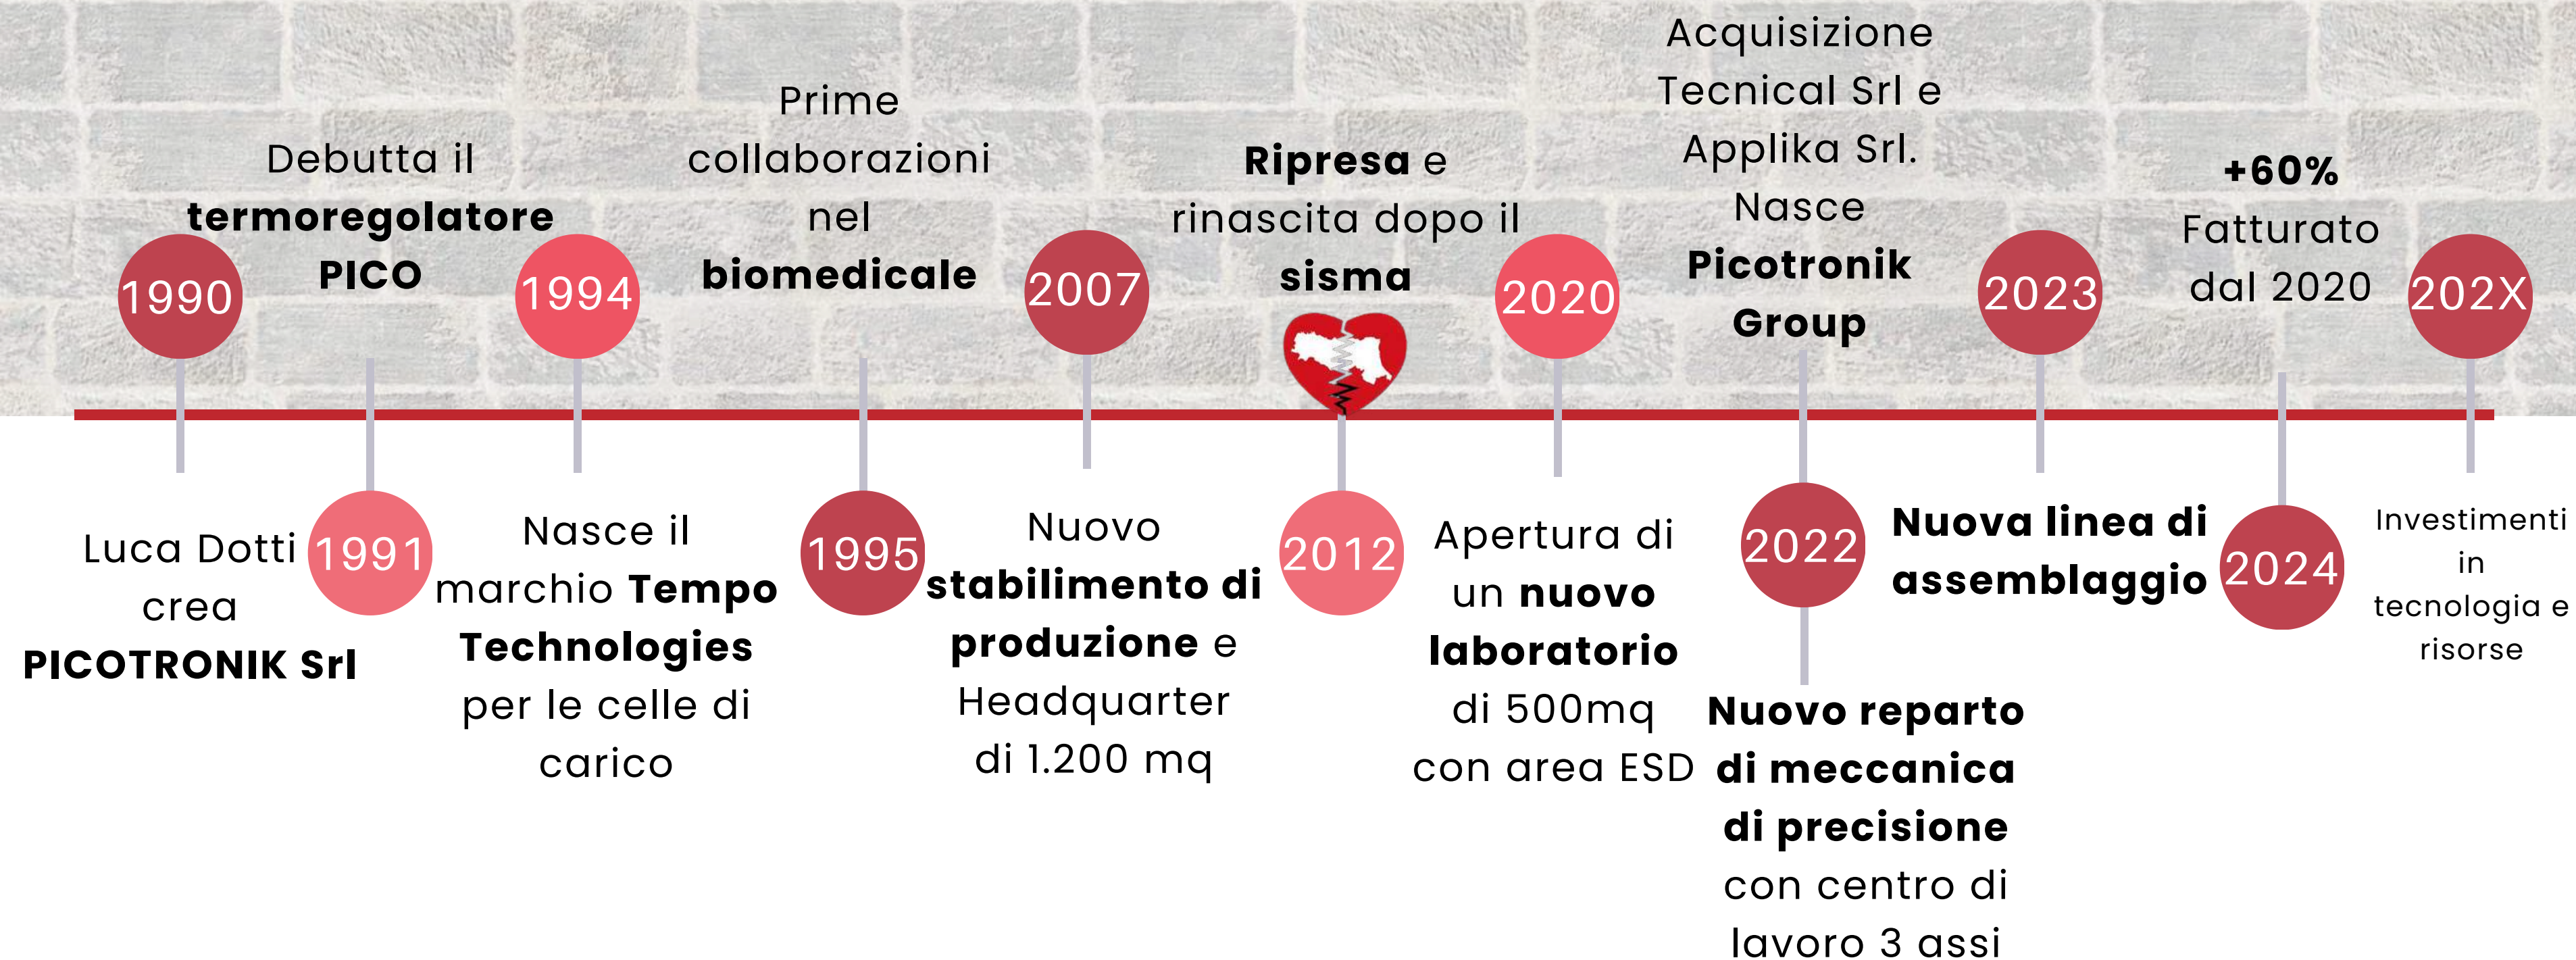 1990
Luca Dotti
crea
PICOTRONIK Srl
Debutta il
termoregolatore
PICO
1991
1994
Nasce il
marchio Tempo
Technologies
per le celle di
carico
Prime
collaborazioni
nel
biomedicale
1995
2007
Nuovo
stabilimento di
produzione e
Headquarter
di 1.200 mq
Ripresa e
rinascita dopo il
sisma
2012
2020
Apertura di
un nuovo
laboratorio
di 500mq
con area ESD
Acquisizione
Tecnical Srl e
Applika Srl.
Nasce
Picotronik
Group
2022
Nuovo reparto
di meccanica
di precisione
con centro di
lavoro 3 assi
2023
Nuova linea di
assemblaggio
+60%
Fatturato
dal 2020
2024
202X
Investimenti
in
tecnologia e
risorse